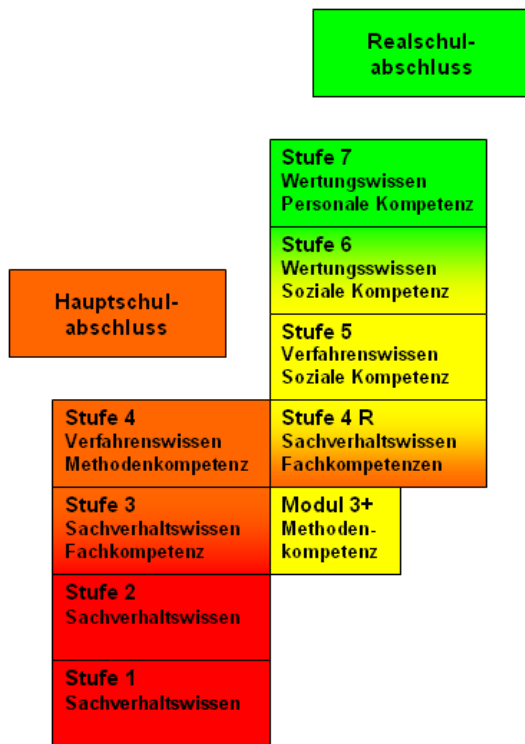 Realschul-
abschluss
Stufe 7
Wertungswissen
Personale Kompetenz
Stufe 6
Wertungsswissen
Soziale Kompetenz
Hauptschul-
abschluss
Stufe 5
Verfahrenswissen
Soziale Kompetenz
Stufe 4
Verfahrenswissen
Methodenkompetenz
Stufe 4 R
Sachverhaltswissen
Fachkompetenzen
Stufe 3
Sachverhaltswissen
Fachkompetenz
Modul 3+
Methoden-
kompetenz
Stufe 2
Sachverhaltswissen
Stufe 1
Sachverhaltswissen